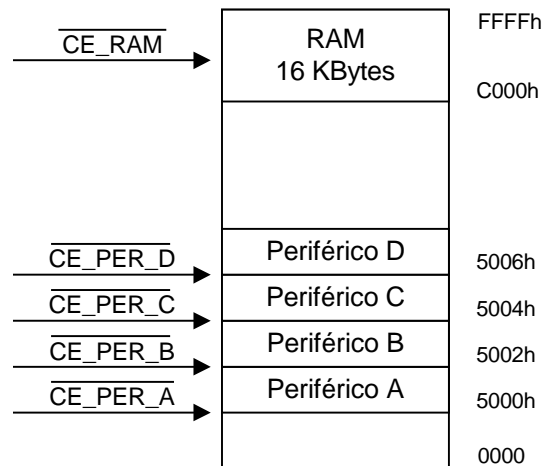 FFFFh
CE_RAM
RAM
16 KBytes
C000h
CE_PER_D
Periférico D
5006h
CE_PER_C
Periférico C
5004h
CE_PER_B
Periférico B
5002h
CE_PER_A
Periférico A
5000h
0000